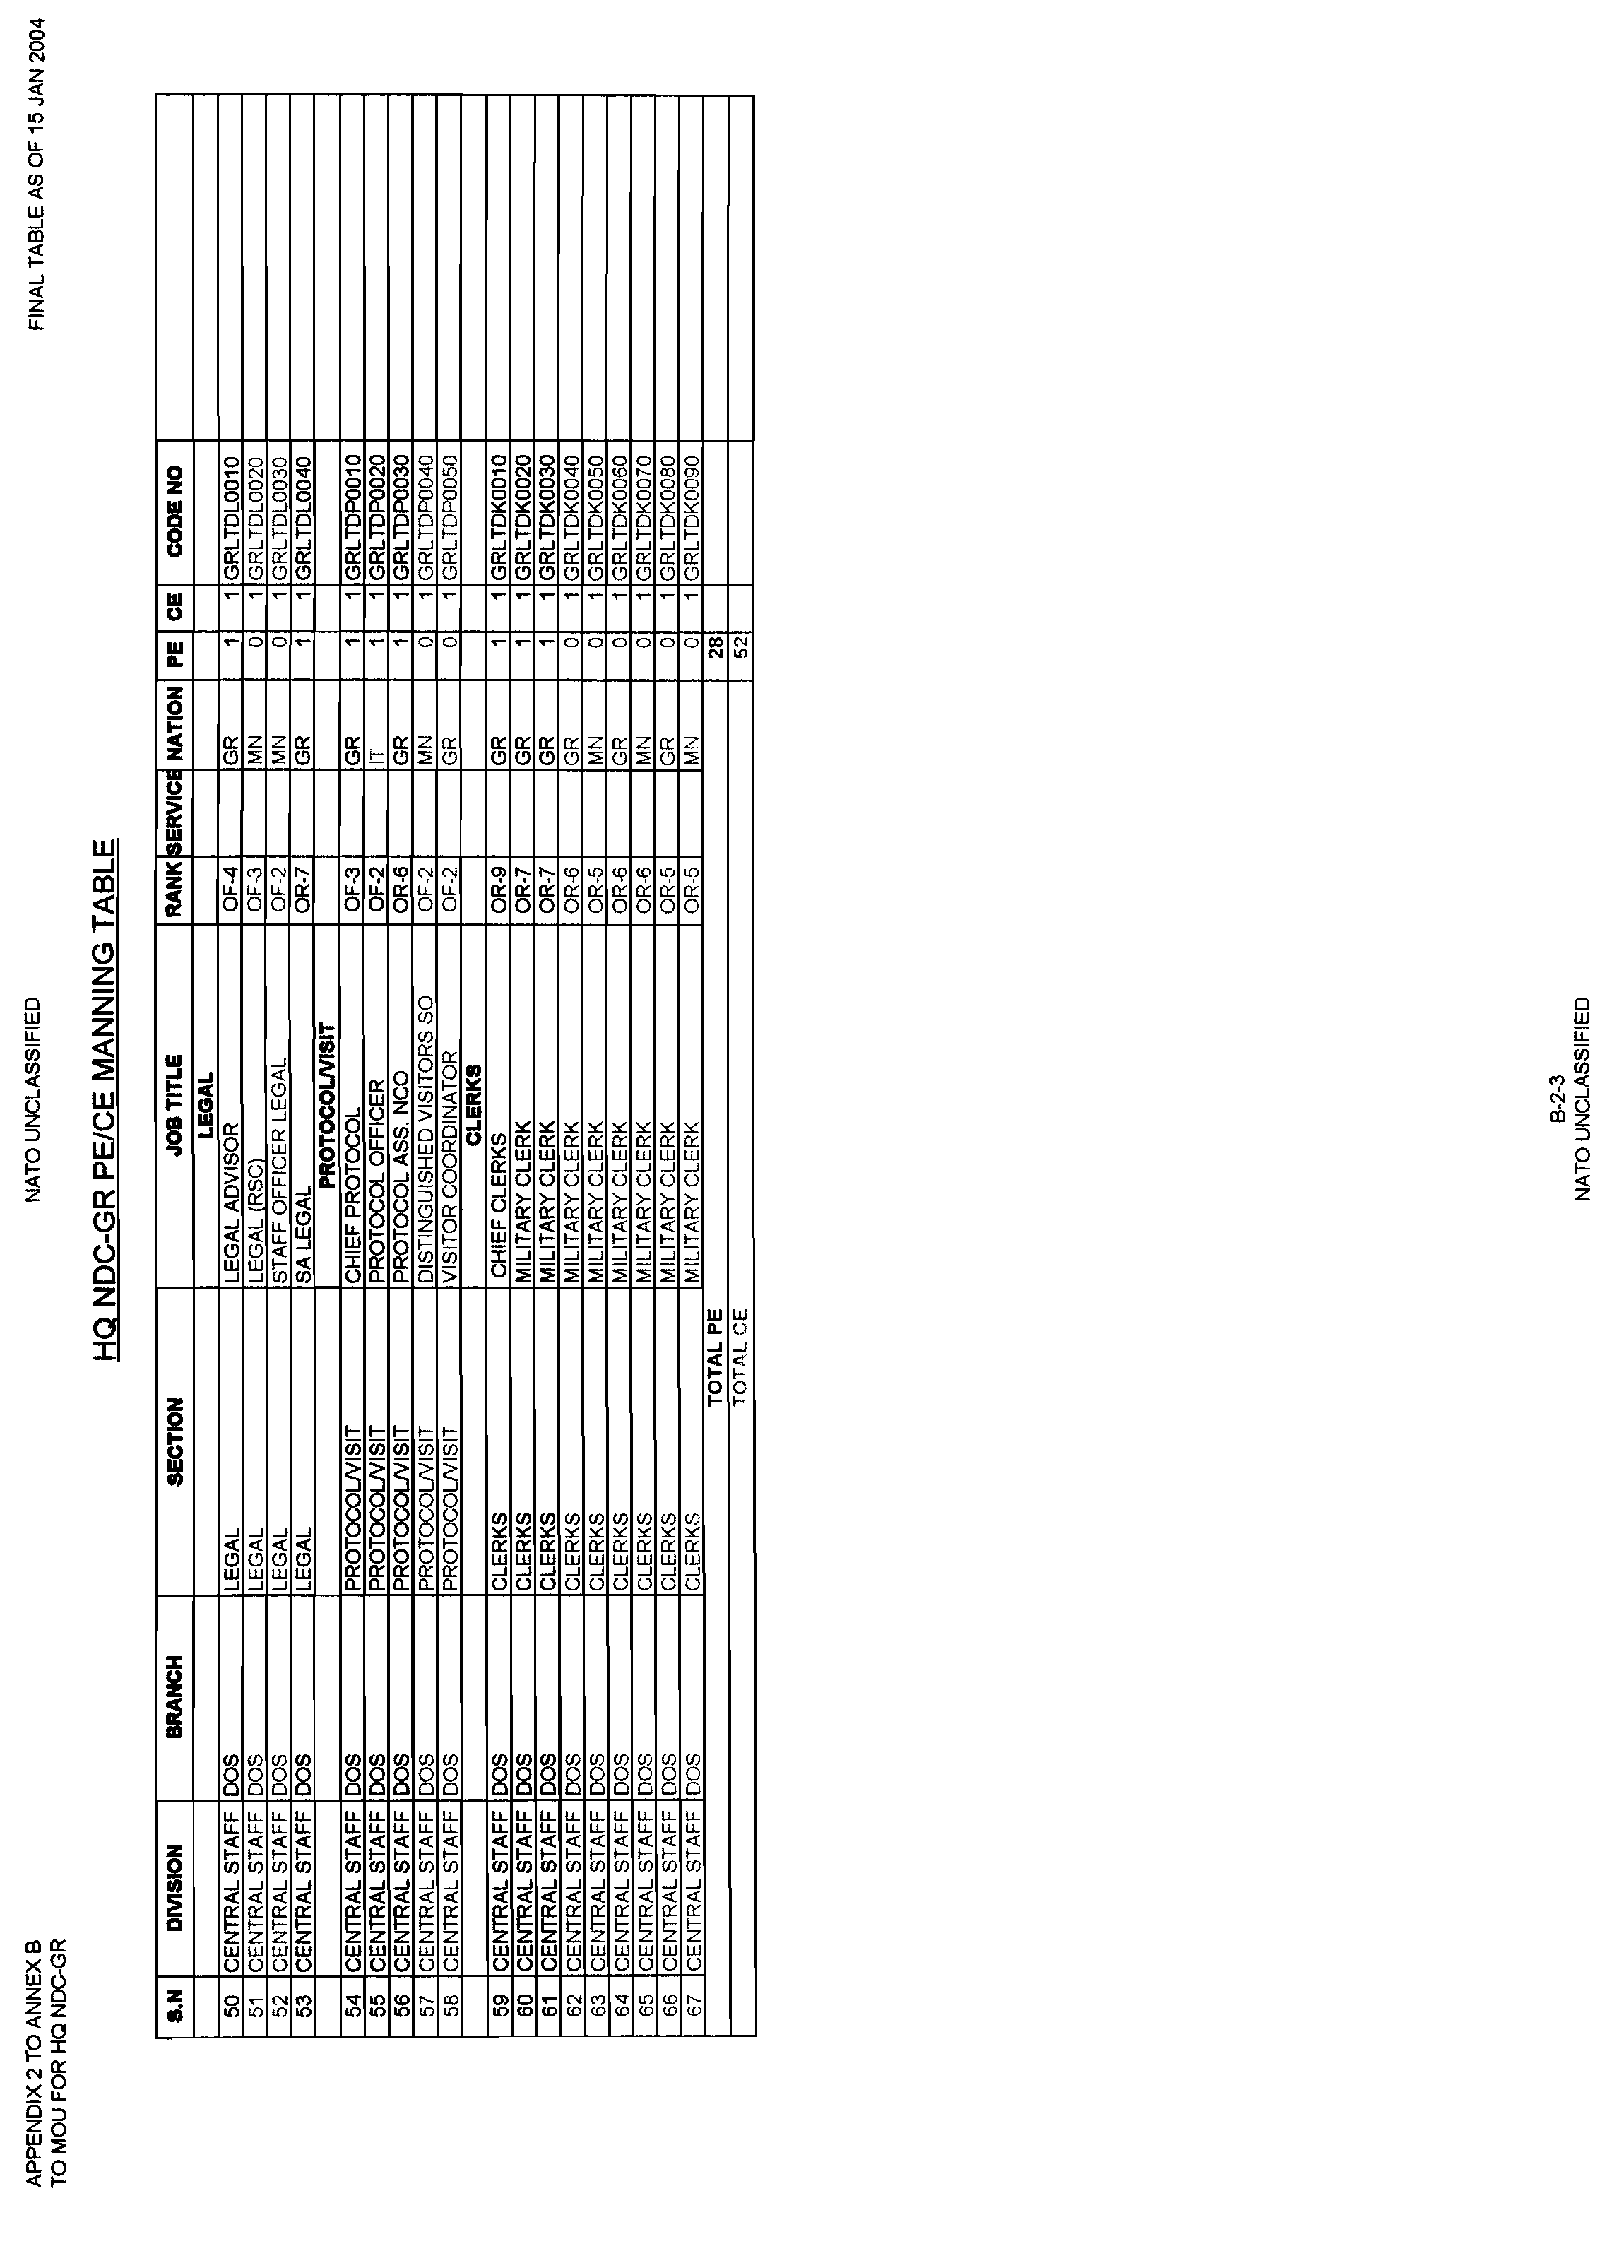 APPENDIX 2 TO ANNEX B NATO UNCLASSIFIED FINAL TABLE AS OF 15 JAN 2004
TO MOU FOR HQ NDC-GR
HQ NDC-GR PE/CE MANNING TABLE
S.N DIVISION BRANCH SECTION JOB TITLE RANK SERVICE NATION PE CE CODE NO
LEGAL
50 CENTRAL STAFF DOS LEGAL LEGAL ADVISOR OF-4 GR 1 1 GRLTDL0010
51 CENTRAL STAFF DOS LEGAL LEGAL (RSC) OF-3 MN 0 1 GRLTDL0020
52 CENTRAL STAFF DOS LEGAL STAFF OFFICER LEGAL OF-2 MN 0 1 GRLTDL0030
53 CENTRAL STAFF DOS LEGAL SA LEGAL OR-7 GR 1 1 GRLTDL0040
PROTOCOL/VISIT
54 CENTRAL STAFF DOS PROTOCOL/VISIT CHIEF PROTOCOL OF-3 GR 1 1 GRLTDP0010
55 CENTRAL STAFF DOS PROTOCOL/VISIT PROTOCOL OFFICER OF-2 IT 1 1 GRLTDP0020
56 CENTRAL STAFF DOS PROTOCOL/VISIT PROTOCOL ASS. NCO OR-6 GR 1 1 GRLTDP0030
57 CENTRAL STAFF DOS PROTOCOL/VISIT DISTINGUISHED VISITORS SO OF-2 MN 0 1 GRLTDP0040
58 CENTRAL STAFF DOS PROTOCOL/VISIT VISITOR COORDINATOR OF-2 GR 0 1 GRLTDP0050
CLERKS
59 CENTRAL STAFF DOS CLERKS CHIEF CLERKS OR-9 GR 1 1 GRLTDK0010
60 CENTRAL STAFF DOS CLERKS MILITARY CLERK OR-7 GR 1 1 GRLTDK0020
61 CENTRAL STAFF DOS CLERKS MILITARY CLERK OR-7 GR 1 1 GRLTDK0030
62 CENTRAL STAFF DOS CLERKS MILITARY CLERK OR-6 GR 0 1 GRLTDK0040
63 CENTRAL STAFF DOS CLERKS MILITARY CLERK OR-5 MN 0 1 GRLTDK0050
64 CENTRAL STAFF DOS CLERKS MILITARY CLERK OR-6 GR 0 1 GRLTDK0060
65 CENTRAL STAFF DOS CLERKS MILITARY CLERK OR-6 MN 0 1 GRLTDK0070
66 CENTRAL STAFF DOS CLERKS MILITARY CLERK OR-5 GR 0 1 GRLTDK0080
67 CENTRAL STAFF DOS CLERKS MILITARY CLERK OR-5 MN 0 1 GRLTDK0090
TOTAL PE 28
TOTAL CE 52
B-2-3
NATO UNCLASSIFIED